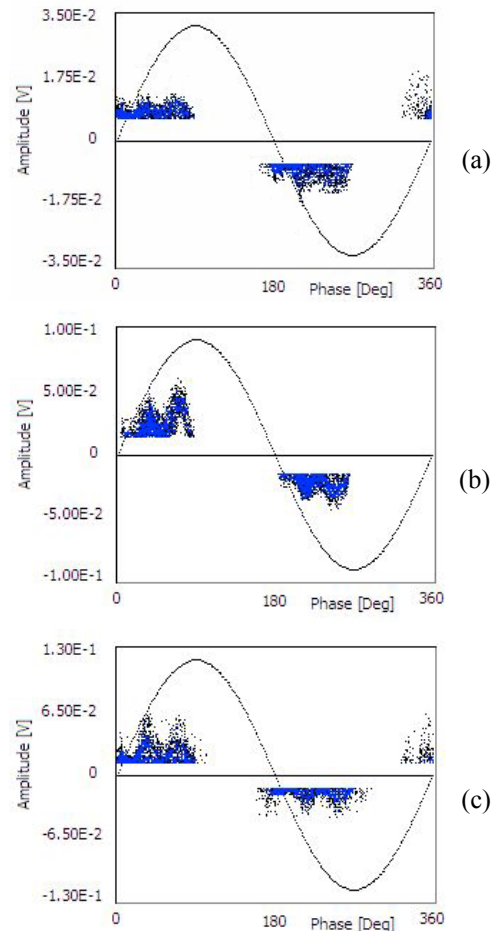 3.50E-2
1.75E-2
0
-1.75E-2
-3.50E-2
Amplitude [V]
0
180
Phase [Deg]
360
(a)
1.00E-1
5.00E-2
0
-5.00E-2
-1.00E-1
Amplitude [V]
0
180
Phase [Deg]
360
(b)
1.30E-1
6.50E-2
0
-6.50E-2
-1.30E-1
Amplitude [V]
0
180
Phase [Deg]
360
(c)